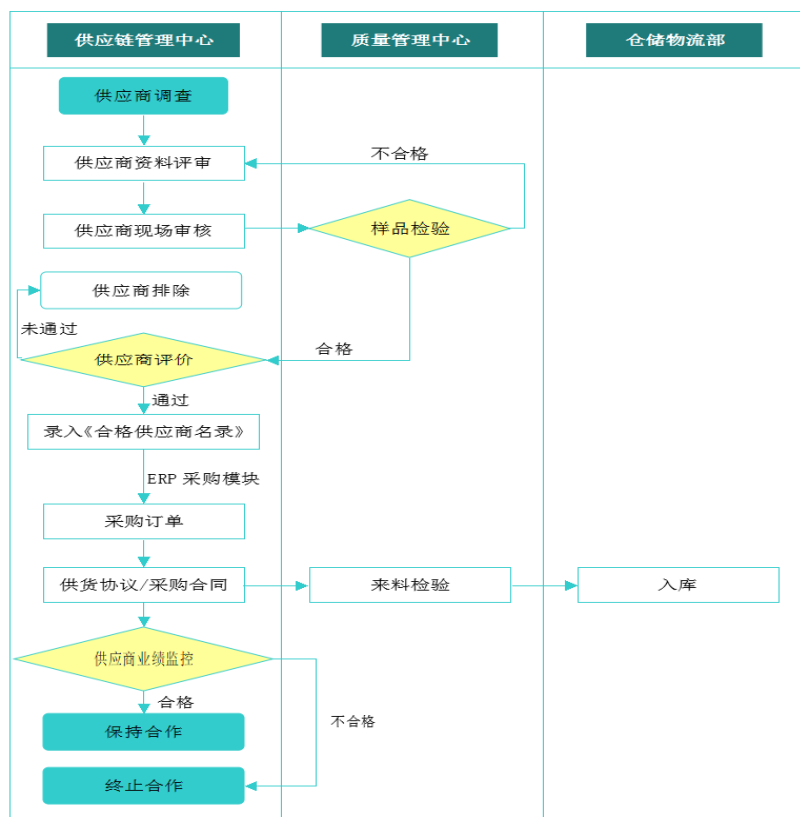 供应链管理中心
质量管理中心
仓储物流部
供应商调查
不合格
供应商资料评审
供应商现场审核
样品检验
供应商排除
未通过
合格
供应商评价
通过
录入《合格供应商名录》
ERP 采购模块
采购订单
供货协议/采购合同
来料检验
入库
供应商业绩监控
合格
不合格
保持合作
终止合作